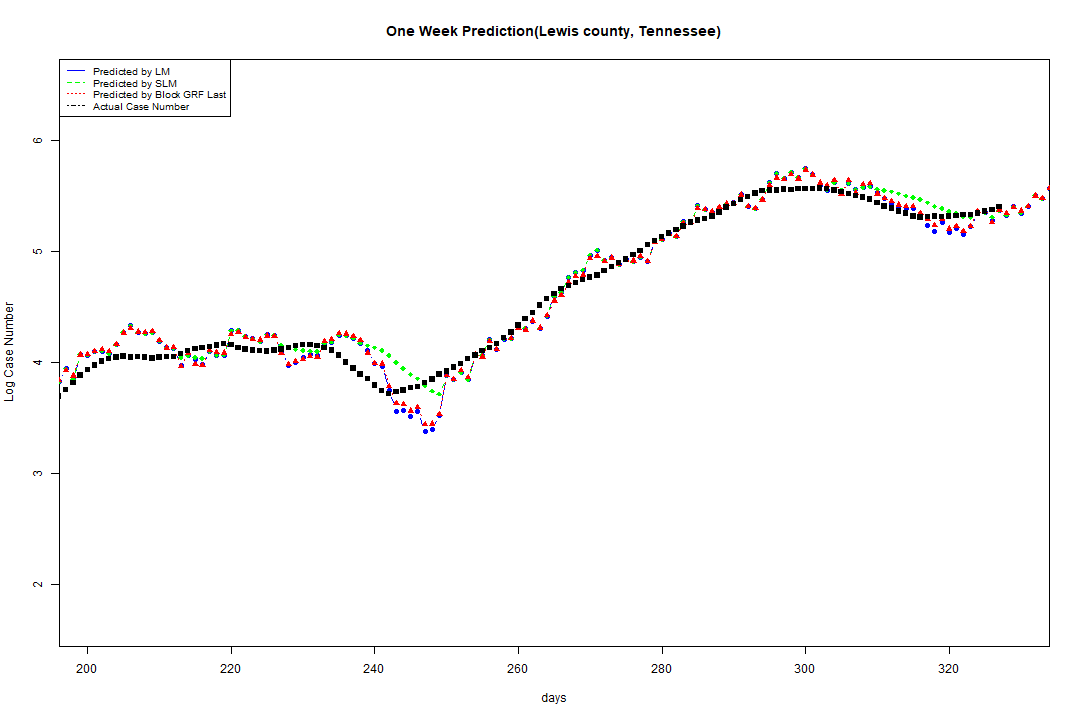 One Week Prediction(Lewis county, Tennessee)
Predicted by LM
Predicted by SLM
Predicted by Block GRF Last
Actual Case Number
6
5
4
3
2
Log Case Number
200 220 240 260 280 300 320
days